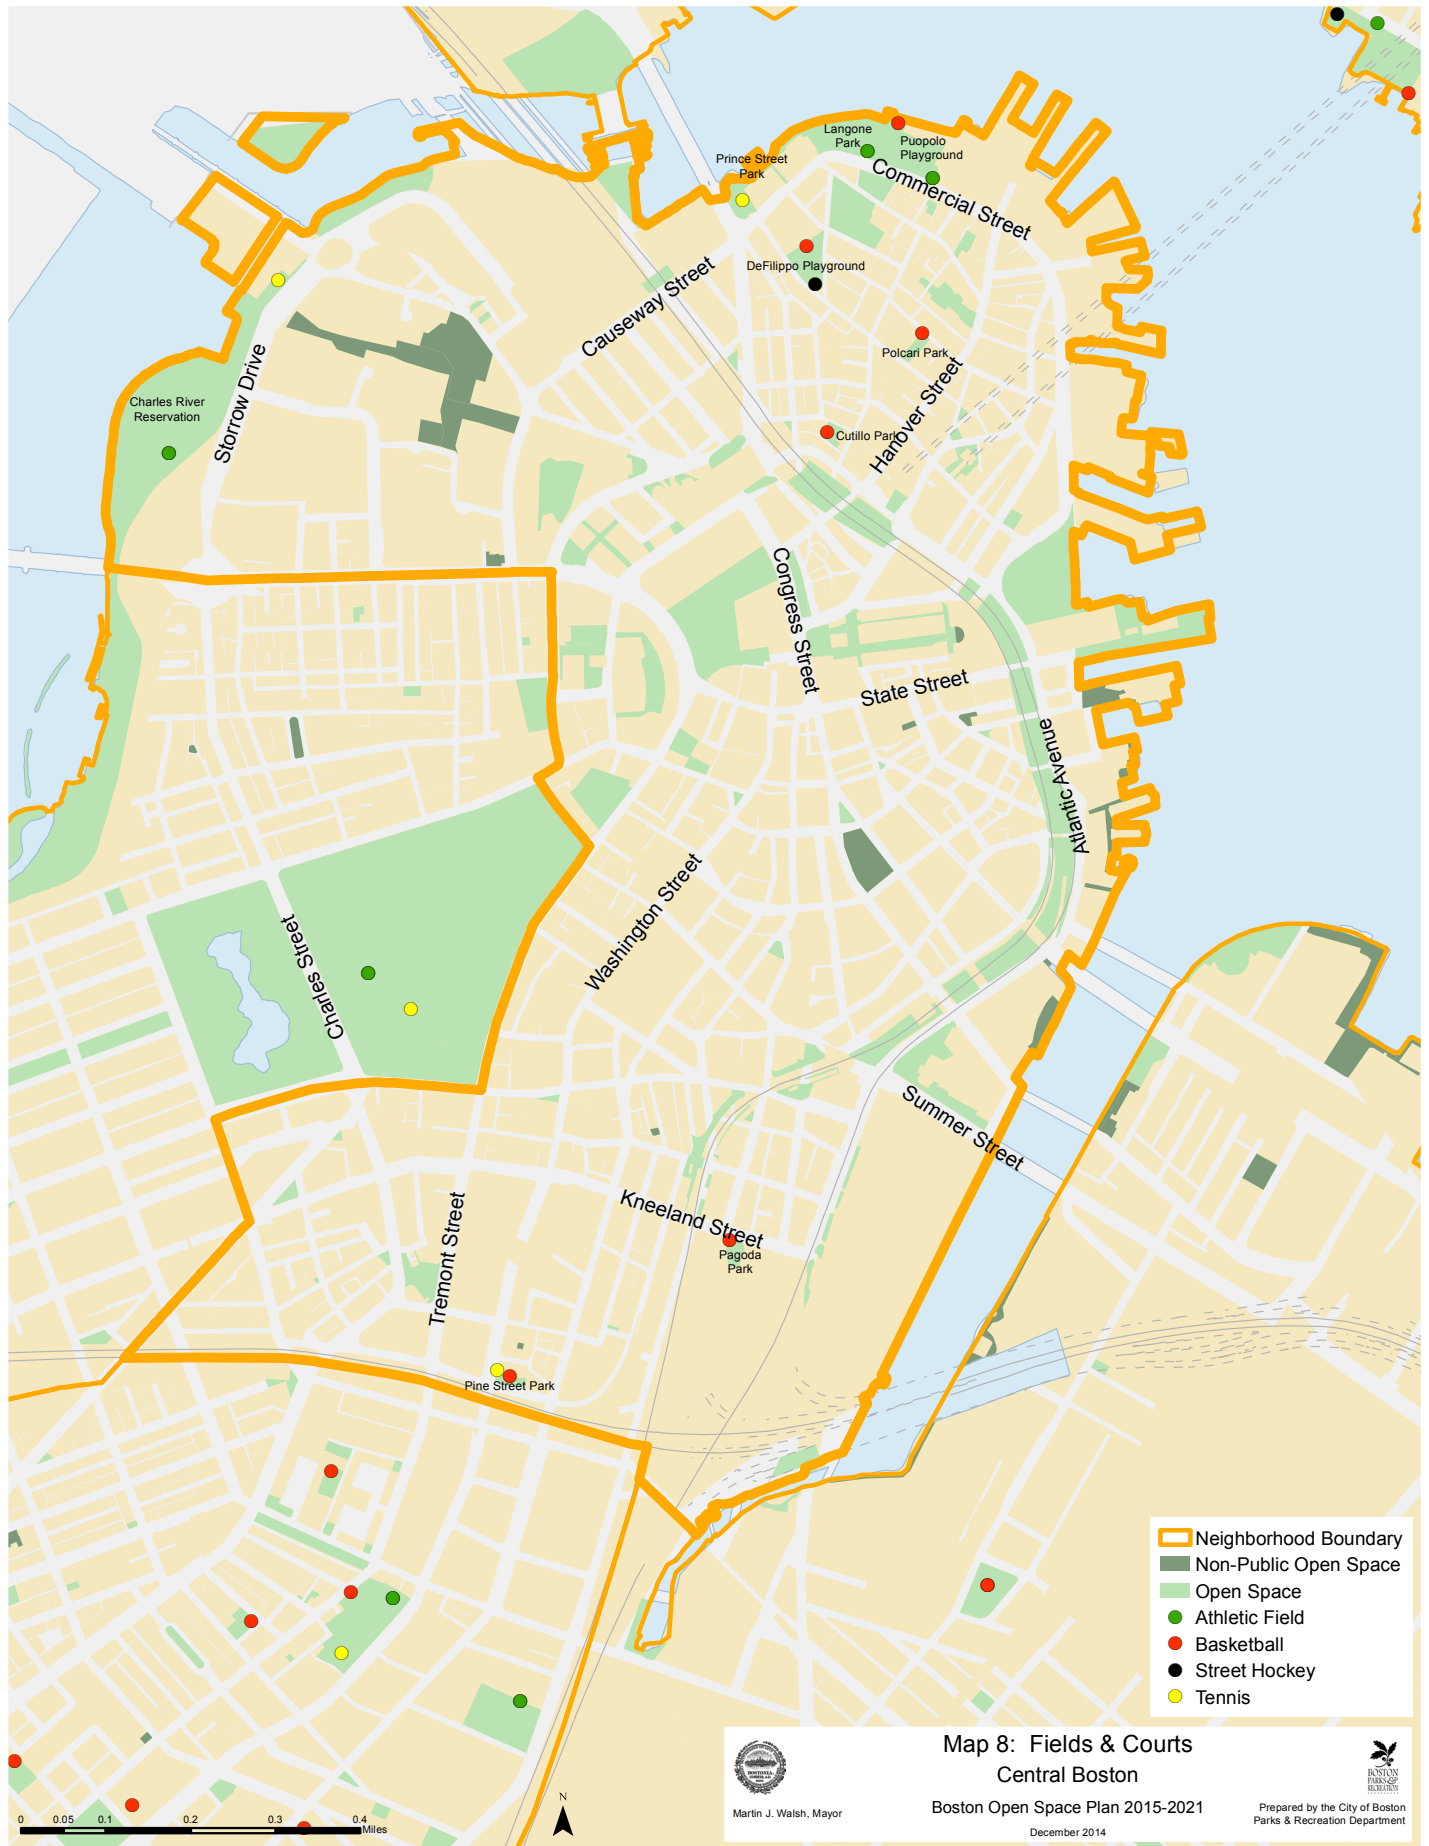 Langone
Park
Puopolo
Playground
Prince Street
Park
Commercial Street
DeFilippo Playground
Causeway Street
Polcari Park
Hanover Street
Cutillo Park
Storrow Drive
Charles River
Reservation
Congress Street
State Street
Atlantic Avenue
Washington Street
Charles Street
Summer Street
Kneeland Street
Pagoda
Park
Tremont Street
Pine Street Park
Neighborhood Boundary
Non-Public Open Space
Open Space
Athletic Field
Basketball
Street Hockey
Tennis
Map 8: Fields & Courts
Central Boston
Boston Open Space Plan 2015-2021
December 2014
Martin J. Walsh, Mayor
BOSTON
PARKS &
RECREATION
Prepared by the City of Boston
Parks & Recreation Department
N
0 0.05 0.1 0.2 0.3 0.4
Miles